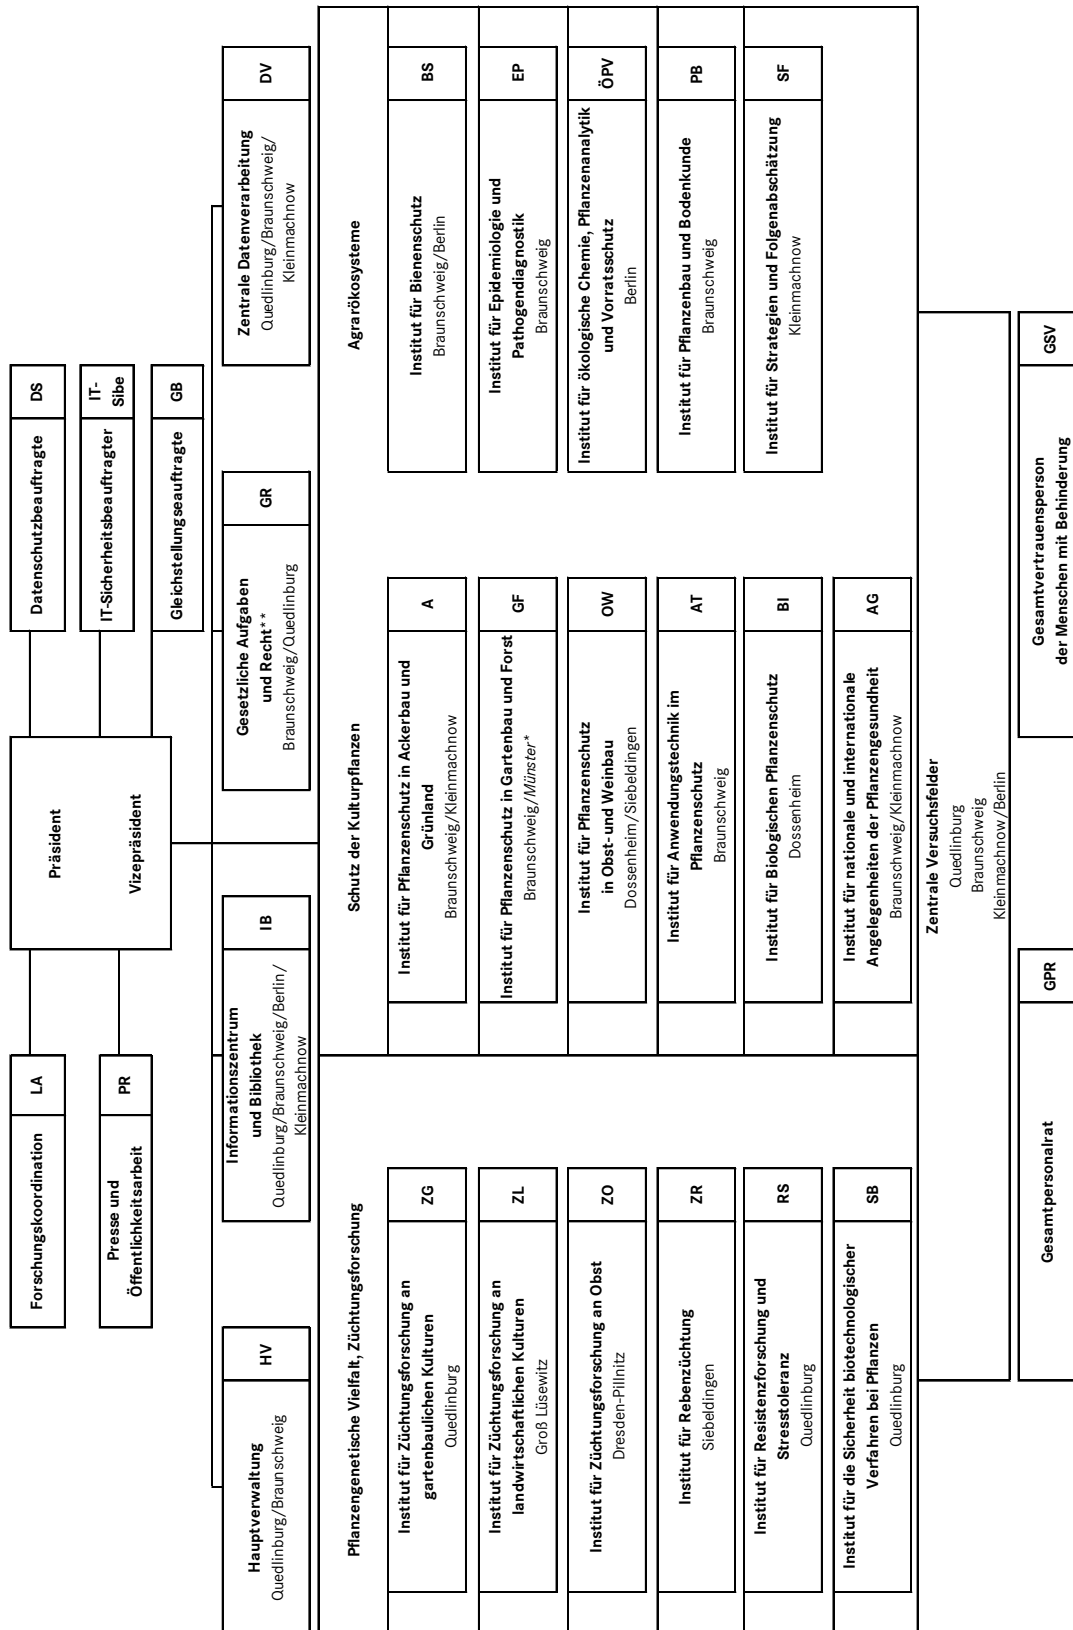 Präsident
Vizepräsident
Forschungskoordination
LA
Presse und
Öffentlichkeitsarbeit
PR
Datenschutzbeauftragte
DS
IT-Sicherheitsbeauftragter
IT-
Sibe
Gleichstellungseauftragte
GB
Hauptverwaltung
Quedlinburg/Braunschweig
HV
Informationszentrum
und Bibliothek
Quedlinburg/Braunschweig/Berlin/
Kleinmachnow
IB
Gesetzliche Aufgaben
und Recht**
Braunschweig/Quedlinburg
GR
Zentrale Datenverarbeitung
Quedlinburg/Braunschweig/
Kleinmachnow
DV
Pflanzengenetische Vielfalt, Züchtungsforschung
Institut für Züchtungsforschung an
gartenbaulichen Kulturen
Quedlinburg
ZG
Institut für Züchtungsforschung an
landwirtschaftlichen Kulturen
Groß Lüsewitz
ZL
Institut für Züchtungsforschung an Obst
Dresden-Pillnitz
ZO
Institut für Rebenzüchtung
Siebeldingen
ZR
Institut für Resistenzforschung und
Stresstoleranz
Quedlinburg
RS
Institut für die Sicherheit biotechnologischer
Verfahren bei Pflanzen
Quedlinburg
SB
Schutz der Kulturpflanzen
Institut für Pflanzenschutz in Ackerbau und
Grünland
Braunschweig/Kleinmachnow
A
Institut für Pflanzenschutz in Gartenbau und Forst
Braunschweig/Münster*
GF
Institut für Pflanzenschutz
in Obst- und Weinbau
Dossenheim/Siebeldingen
OW
Institut für Anwendungstechnik im
Pflanzenschutz
Braunschweig
AT
Institut für Biologischen Pflanzenschutz
Dossenheim
BI
Institut für nationale und internationale
Angelegenheiten der Pflanzengesundheit
Braunschweig/Kleinmachnow
AG
Agrarökosysteme
Institut für Bienenschutz
Braunschweig/Berlin
BS
Institut für Epidemiologie und
Pathogendiagnostik
Braunschweig
EP
Institut für ökologische Chemie, Pflanzenanalytik
und Vorratsschutz
Berlin
ÖPV
Institut für Pflanzenbau und Bodenkunde
Braunschweig
PB
Institut für Strategien und Folgenabschätzung
Kleinmachnow
SF
Zentrale Versuchsfelder
Quedlinburg
Braunschweig
Kleinmachnow/Berlin
Gesamtpersonalrat
GPR
Gesamtvertrauensperson
der Menschen mit Behinderung
GSV